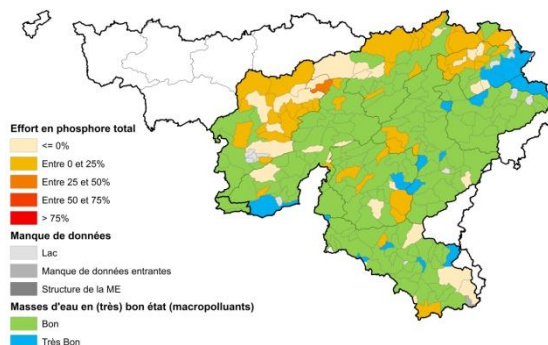 Effort en phosphore total
<= 0%
Entre 0 et 25%
Entre 25 et 50%
Entre 50 et 75%
> 75%
Manque de données
Lac
Manque de données entrantes
Structure de la ME
Masses d'eau en (très) bon état (macropolluants)
Bon
Très Bon